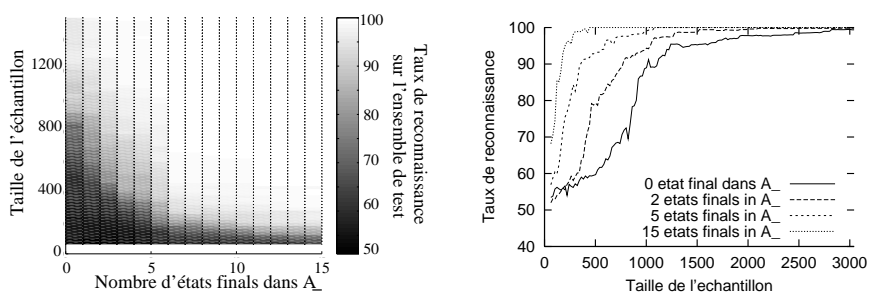 Taille de l'échantillon
1200
800
400
0
0
5
10
15
Nombre d'états finals dans A_
100
90
80
70
60
50
Taux de reconnaissance
sur l'ensemble de test
Taux de reconnaissance
100
90
80
70
60
50
40
0 etat final dans A_
2 etats finals in A_
5 etats finals in A_
15 etats finals in A_
0
500
1000
1500
2000
2500
3000
Taille de l'echantillon